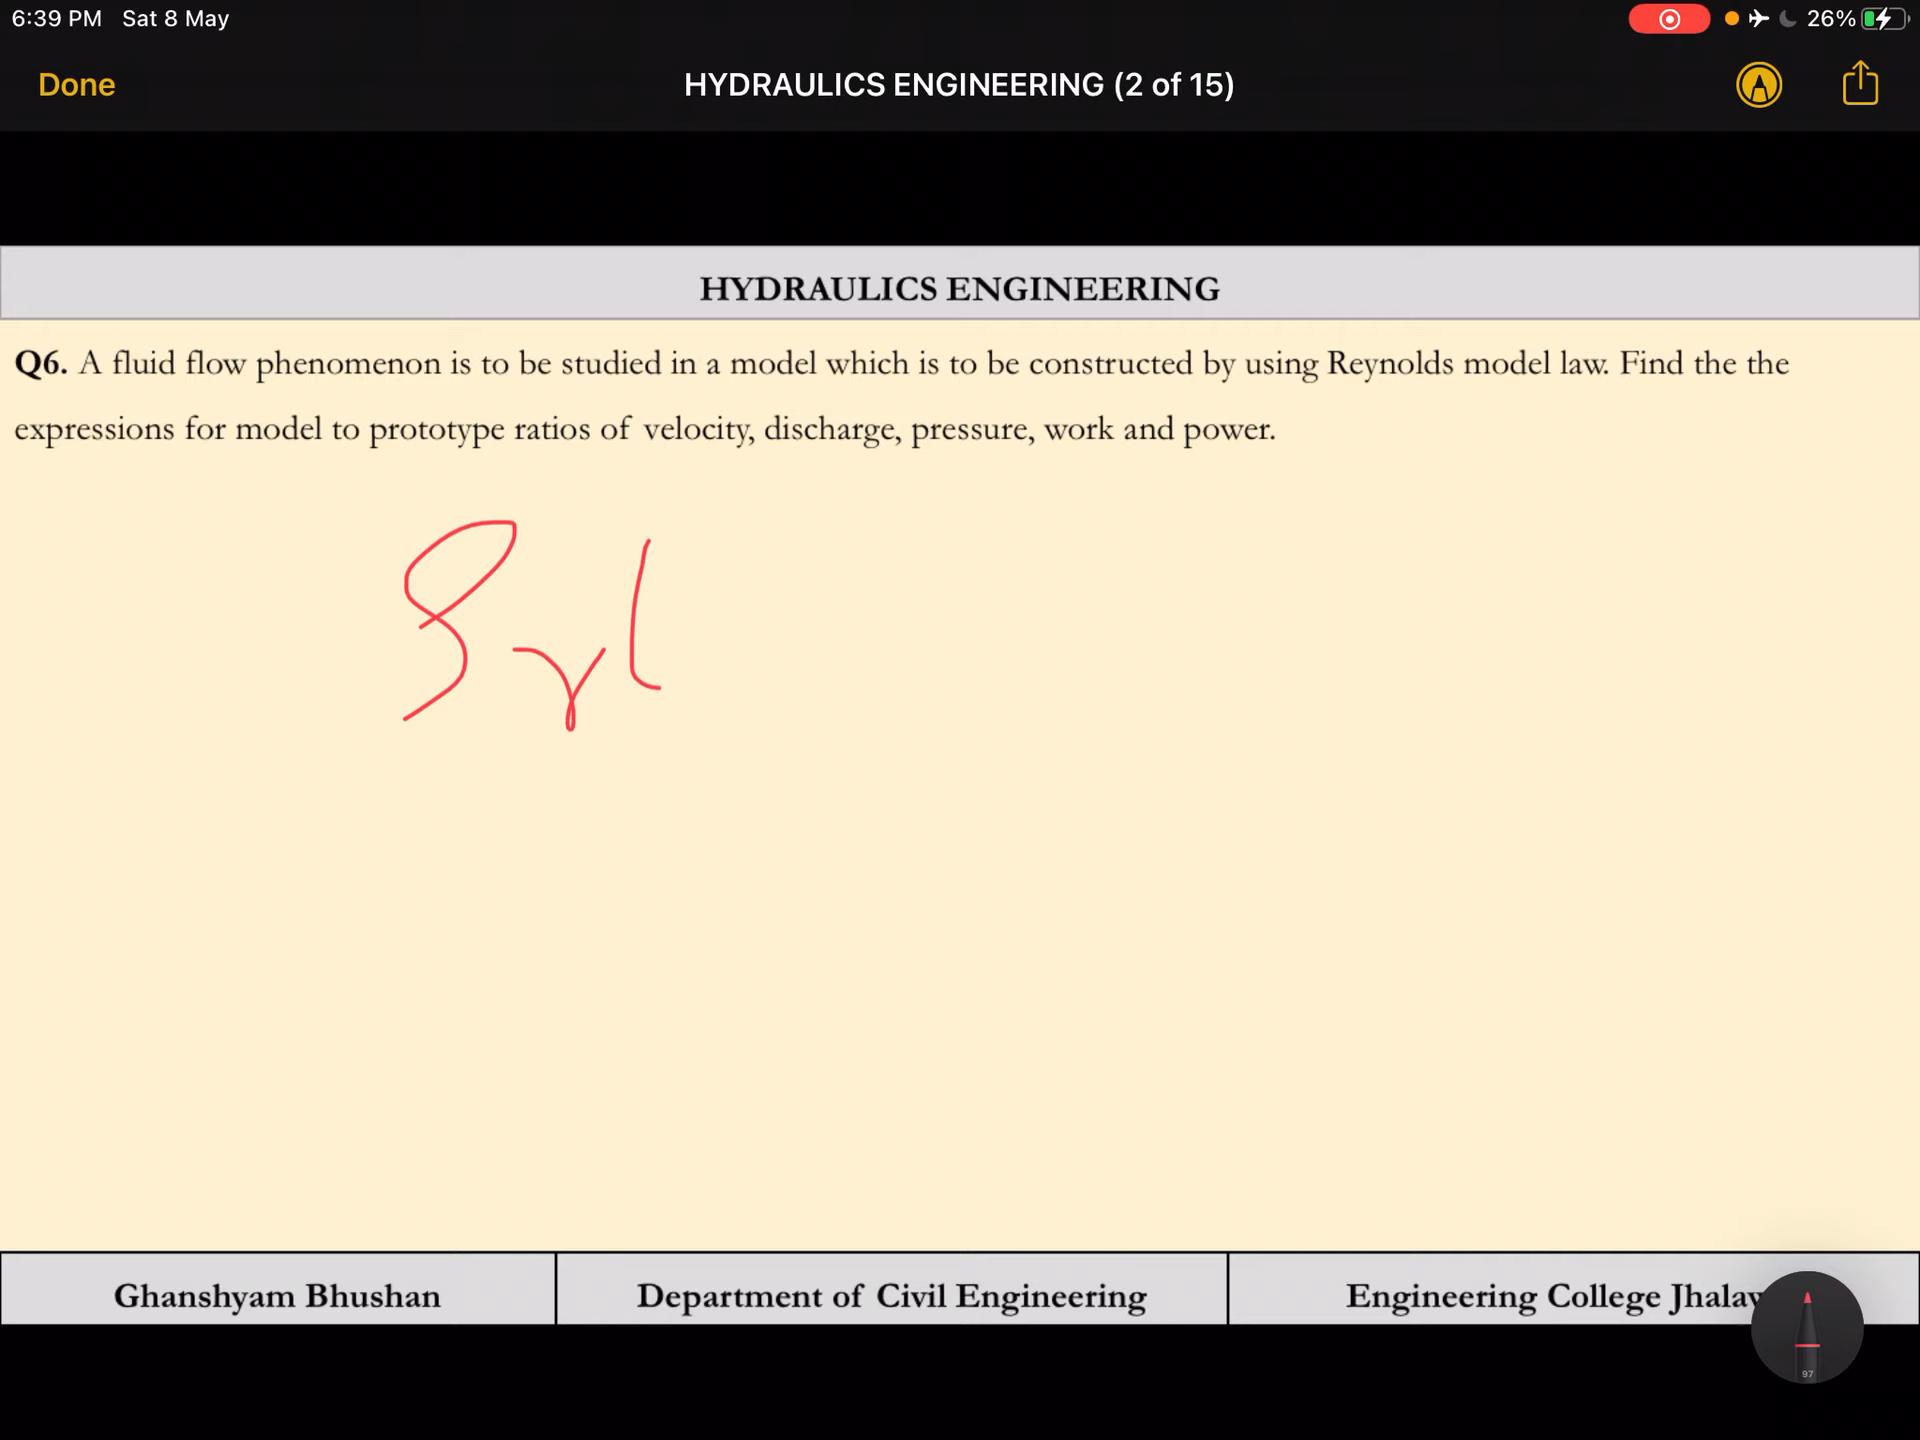 6:39 PM Sat 8 May 26%
Done HYDRAULICS ENGINEERING (2 of 15)
HYDRAULICS ENGINEERING
Q6. A fluid flow phenomenon is to be studied in a model which is to be constructed by using Reynolds model law. Find the the
expressions for model to prototype ratios of velocity, discharge, pressure, work and power.
Ghanshyam Bhushan Department of Civil Engineering Engineering College
97